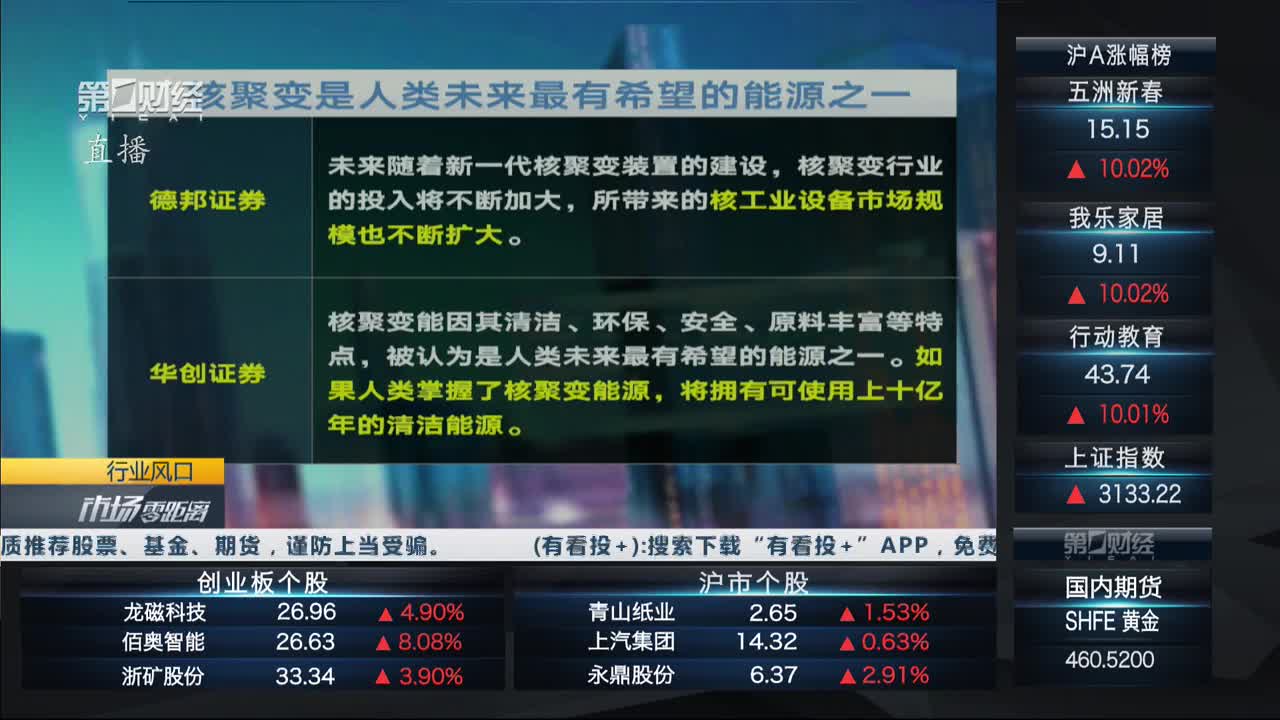 第一财经
YICAI
直播
核聚变是人类未来最有希望的能源之一
德邦证券
未来随着新一代核聚变装置的建设，核聚变行业
的投入将不断加大，所带来的核工业设备市场规
模也不断扩大。
华创证券
核聚变能因其清洁、环保、安全、原料丰富等特
点，被认为是人类未来最有希望的能源之一。如
果人类掌握了核聚变能源，将拥有可使用上十亿
年的清洁能源。
行业风口
市场零距离
质推荐股票、基金、期货，谨防上当受骗。 (有看投+):搜索下载“有看投+”APP，免费
创业板个股
龙磁科技 26.96 ▲4.90%
佰奥智能 26.63 ▲8.08%
浙矿股份 33.34 ▲3.90%
沪市个股
青山纸业 2.65 ▲1.53%
上汽集团 14.32 ▲0.63%
永鼎股份 6.37 ▲2.91%
沪A涨幅榜
五洲新春
15.15
▲ 10.02%
我乐家居
9.11
▲ 10.02%
行动教育
43.74
▲ 10.01%
上证指数
▲ 3133.22
第一财经
YICAI
国内期货
SHFE 黄金
460.5200